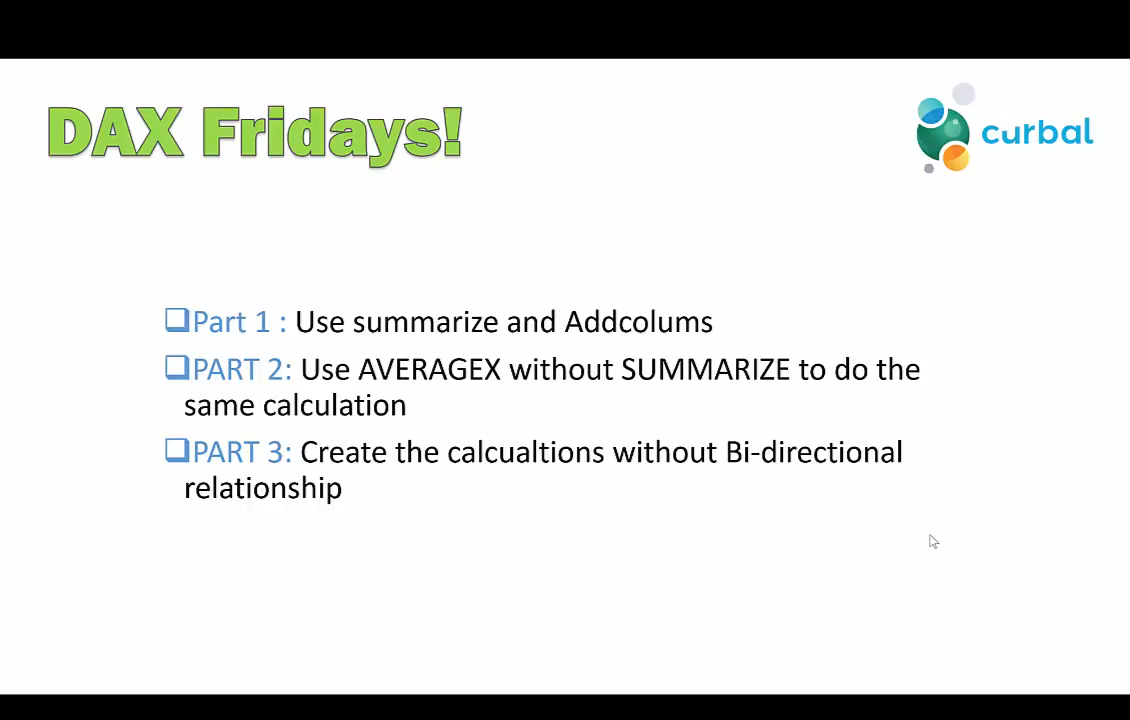 DAX Fridays!
curbal
Part 1 : Use summarize and Addcolums
PART 2: Use AVERAGEX without SUMMARIZE to do the
same calculation
PART 3: Create the calcualtions without Bi-directional
relationship